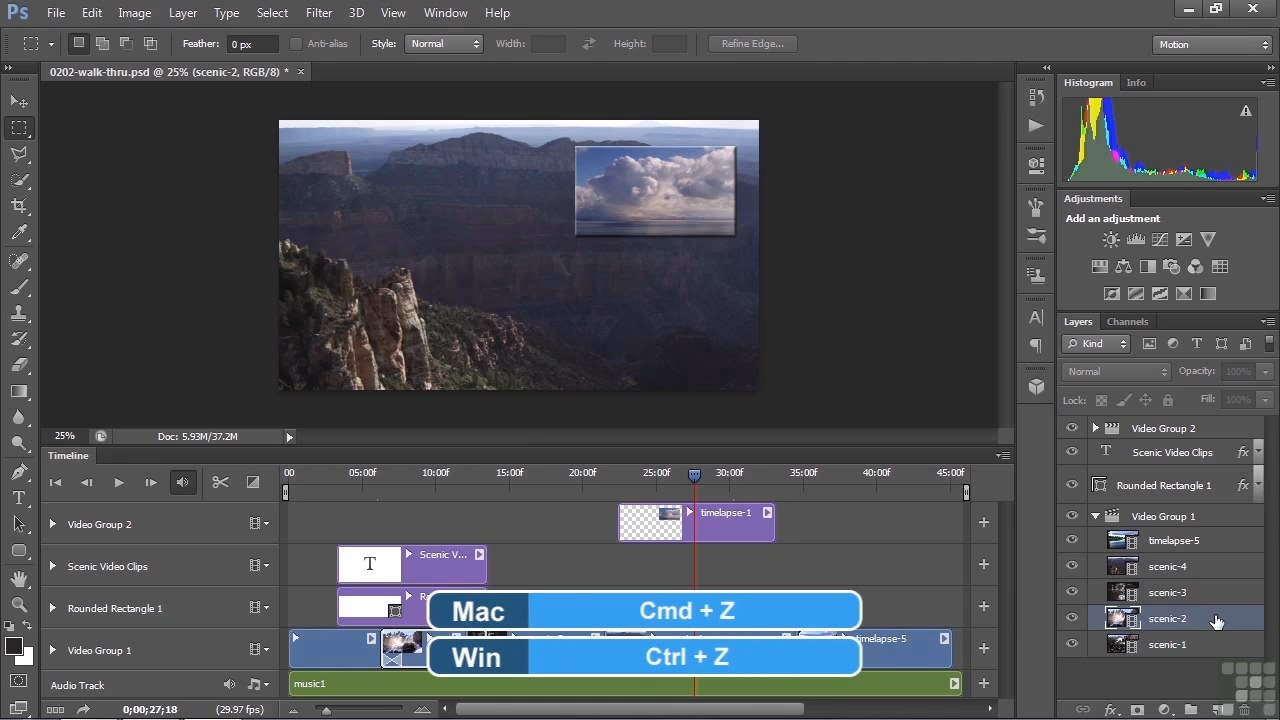 Ps File Edit Image Layer Type Select Filter 3D View Window Help
Feather: 0 px Anti-alias Style: Normal Width: Height: Refine Edge... Motion
0202-walk-thru.psd @ 25% (scenic-2, RGB/8) * ×
Histogram Info
Adjustments
Add an adjustment
Layers Channels
Kind
Normal Opacity: 100%
Lock: Fill: 100%
Video Group 2
T Scenic Video Clips fx
Rounded Rectangle 1 fx
Video Group 1
timelapse-5
scenic-4
scenic-3
scenic-2
scenic-1
25% Doc: 5.93M/37.2M
Timeline
00 05:00f 10:00f 15:00f 20:00f 25:00f 30:00f 35:00f 40:00f 45:00f
Video Group 2 timelapse-1
Scenic Video Clips T Scenic V...
Rounded Rectangle 1
Mac Cmd + Z
Video Group 1 timelapse-5
Win Ctrl + Z
Audio Track music1
0;00;27;18 (29.97 fps)